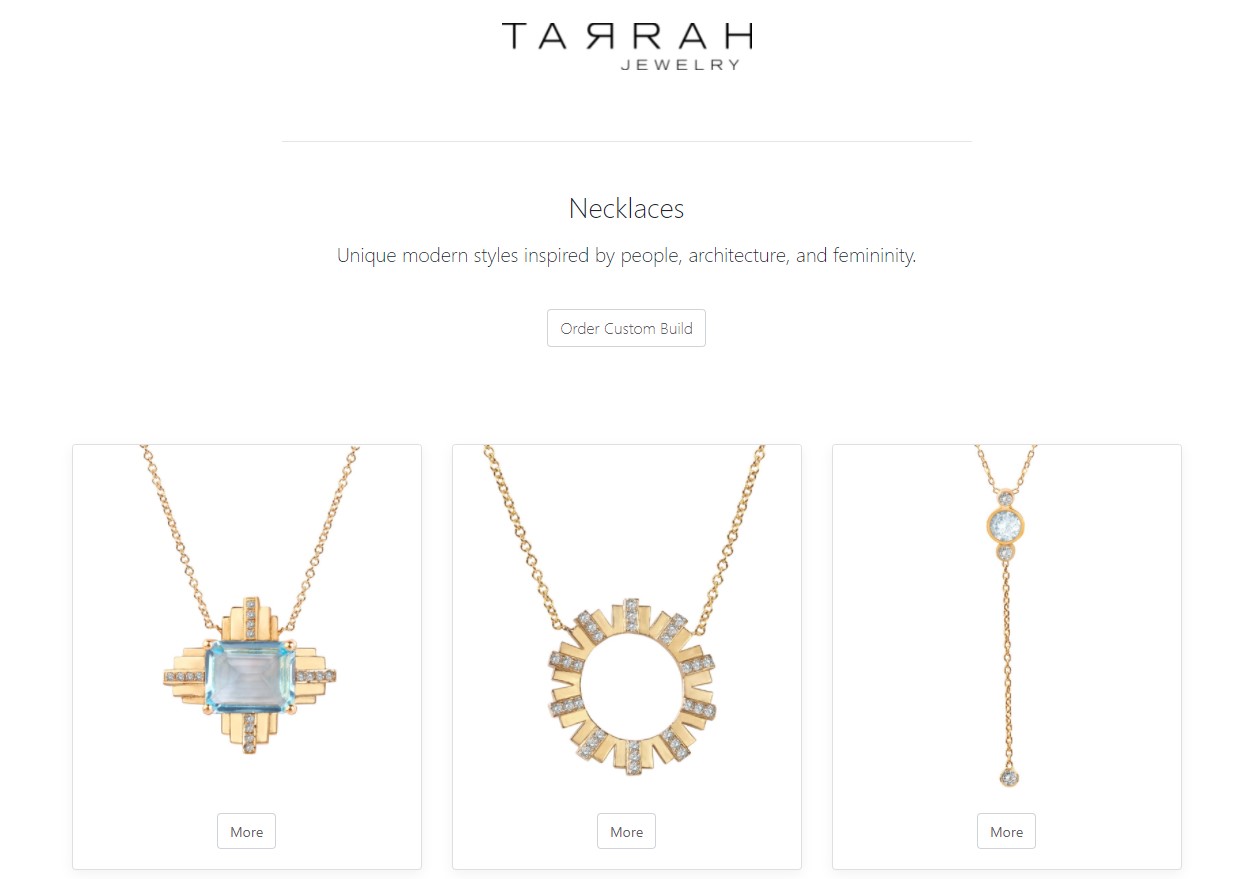 TAЯRAH
JEWELRY
Necklaces
Unique modern styles inspired by people, architecture, and femininity.
Order Custom Build
More
More
More